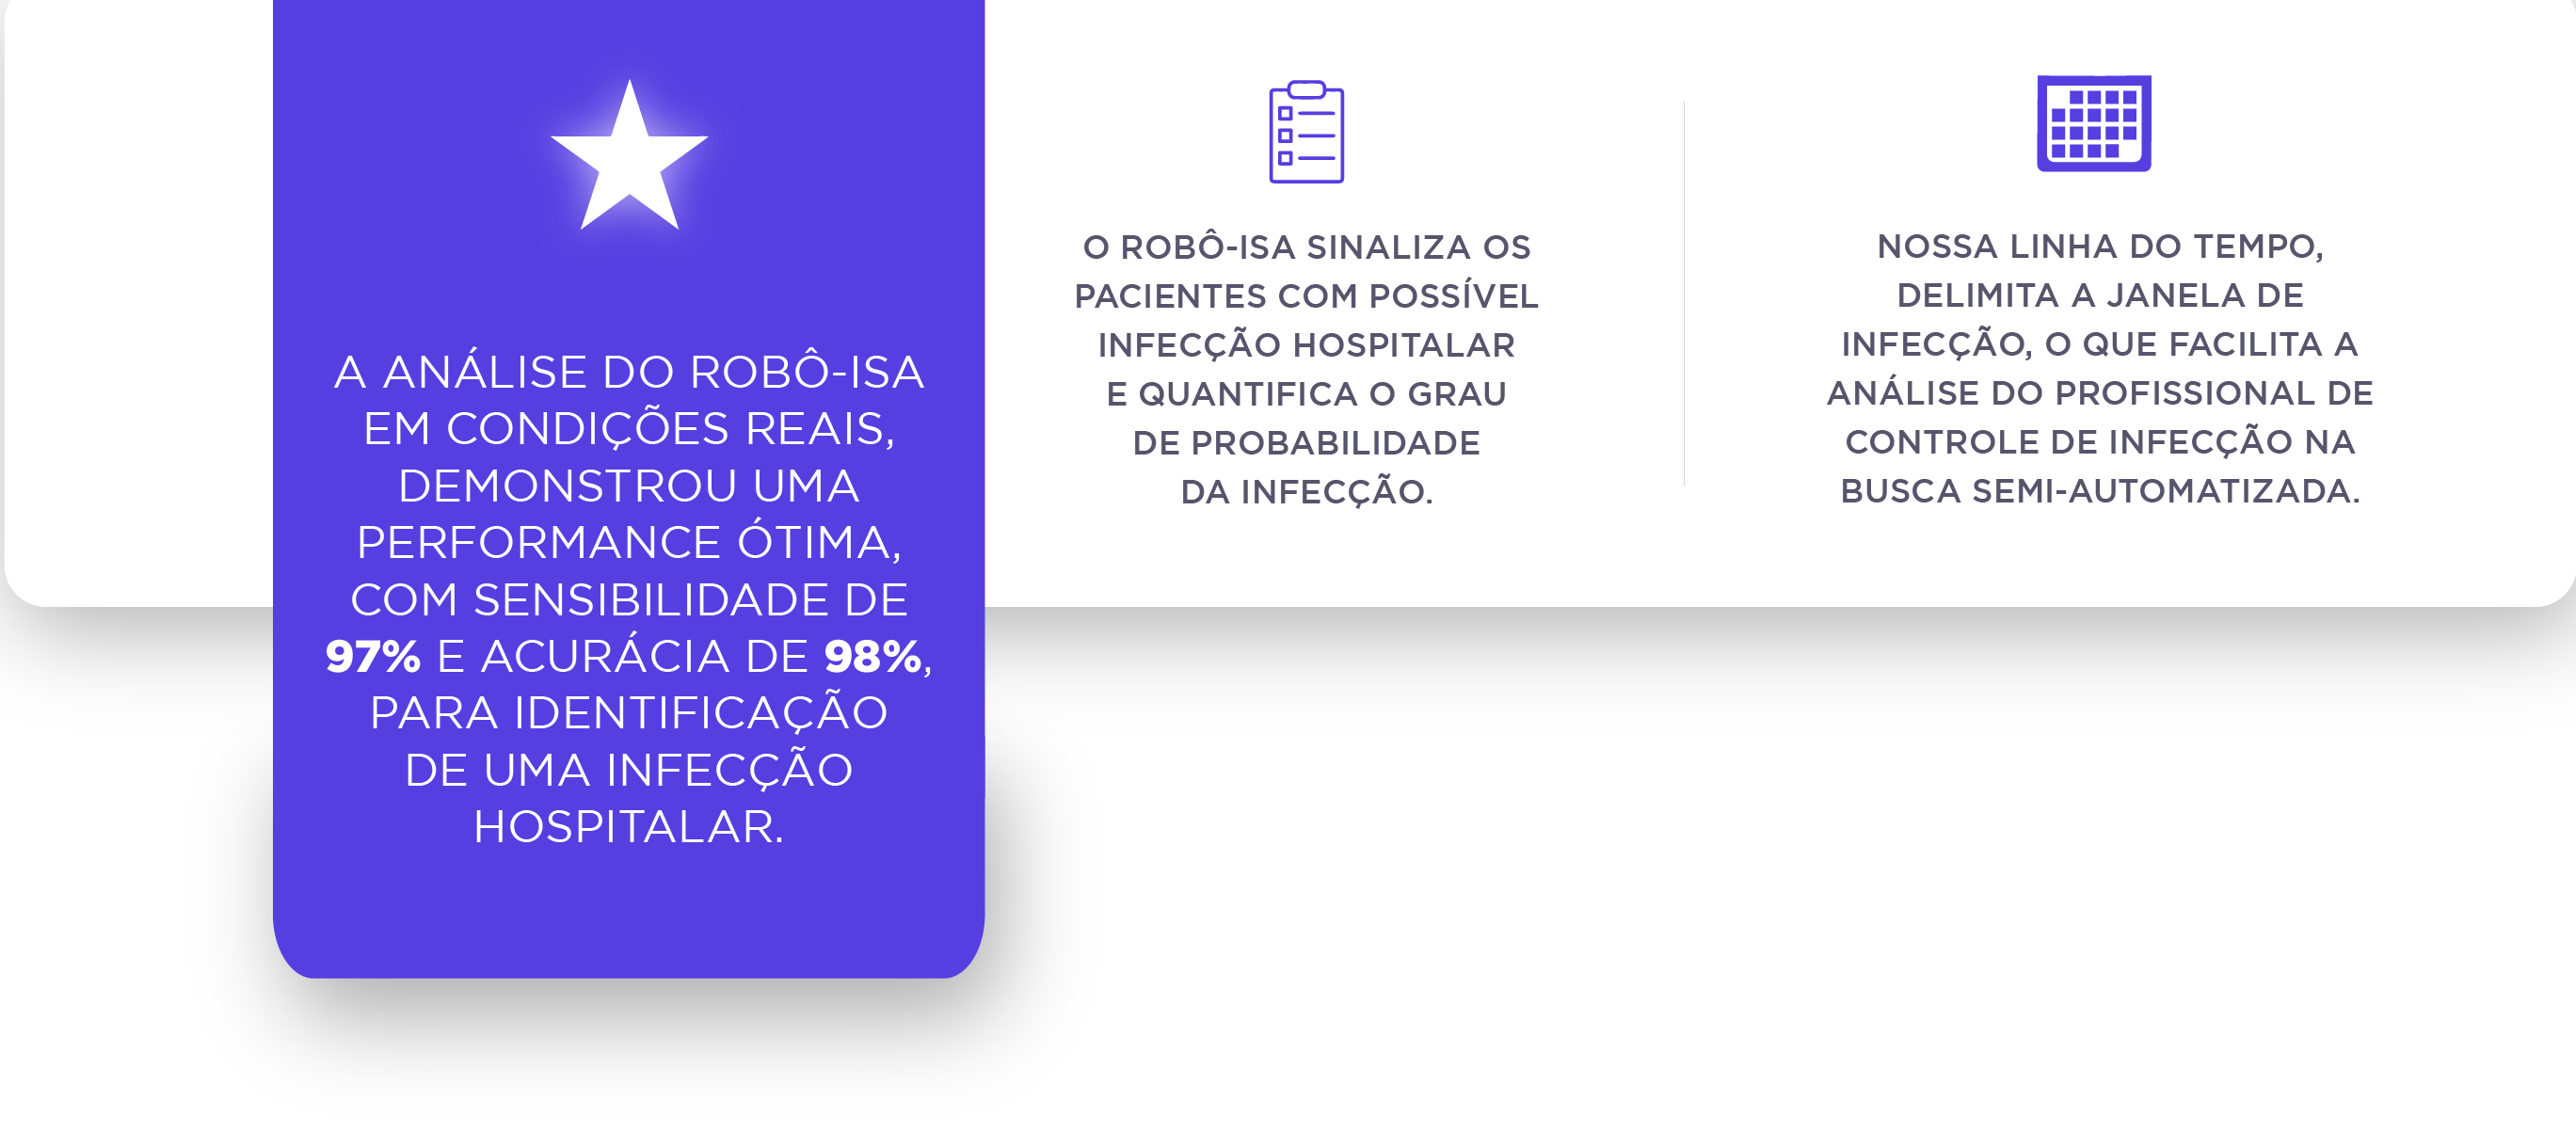 A ANÁLISE DO ROBÔ-ISA
EM CONDIÇÕES REAIS,
DEMONSTROU UMA
PERFORMANCE ÓTIMA,
COM SENSIBILIDADE DE
97% E ACURÁCIA DE 98%,
PARA IDENTIFICAÇÃO
DE UMA INFECÇÃO
HOSPITALAR.
O ROBÔ-ISA SINALIZA OS
PACIENTES COM POSSÍVEL
INFECÇÃO HOSPITALAR
E QUANTIFICA O GRAU
DE PROBABILIDADE
DA INFECÇÃO.
NOSSA LINHA DO TEMPO,
DELIMITA A JANELA DE
INFECÇÃO, O QUE FACILITA A
ANÁLISE DO PROFISSIONAL DE
CONTROLE DE INFECÇÃO NA
BUSCA SEMI-AUTOMATIZADA.